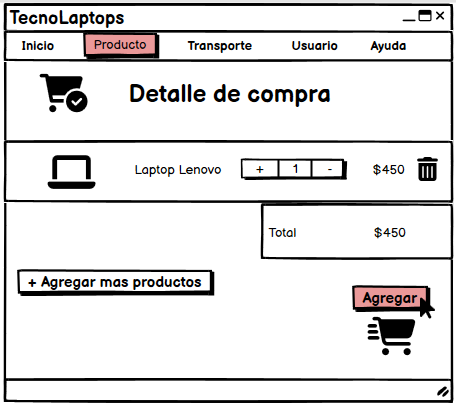 TecnoLaptops
Inicio Producto Transporte Usuario Ayuda
Detalle de compra
Laptop Lenovo + 1 - $450
Total $450
+ Agregar mas productos
Agregar